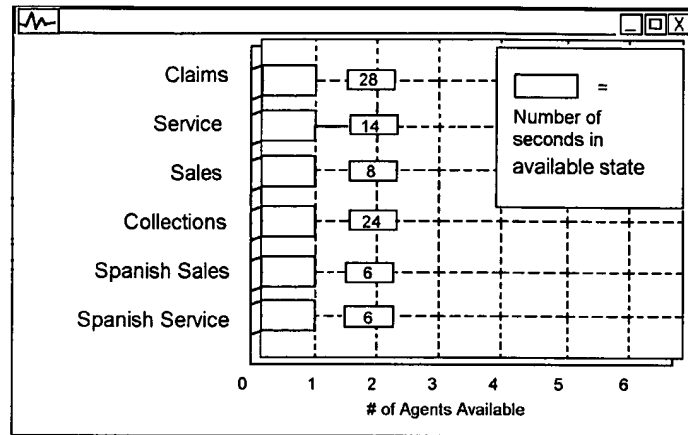 Claims
28
Service
14
Sales
8
Collections
24
Spanish Sales
6
Spanish Service
6
=
Number of
seconds in
available state
0 1 2 3 4 5 6
# of Agents Available